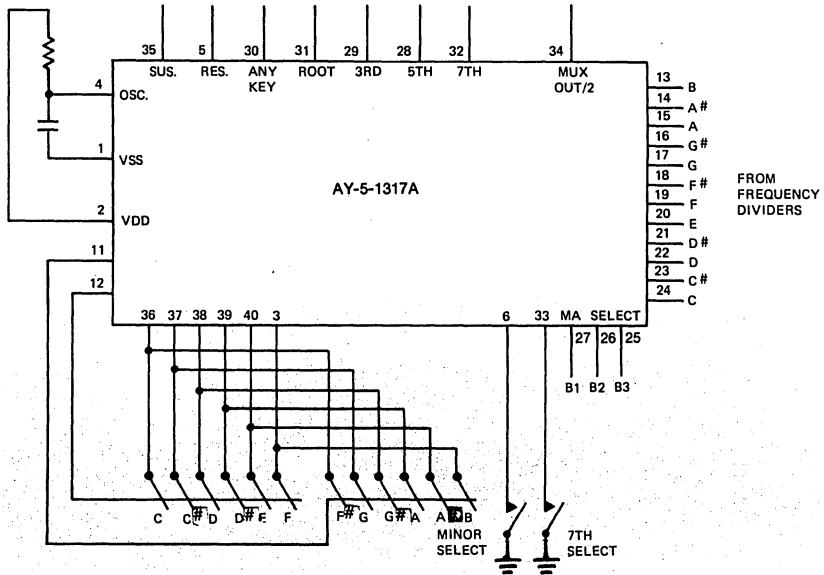 35 5 30 31 29 28 32 34
SUS. RES. ANY KEY ROOT 3RD 5TH 7TH MUX OUT/2
4 OSC.
1 VSS
2 VDD
11
12
AY-5-1317A
13 B
14 A#
15 A
16 G#
17 G
18 F#
19 F
20 E
21 D#
22 D
23 C#
24 C
FROM
FREQUENCY
DIVIDERS
36 37 38 39 40 3 6 33 MA SELECT
27 26 25
B1 B2 B3
C C# D D# E F F# G G# A A# B
MINOR
SELECT
7TH
SELECT